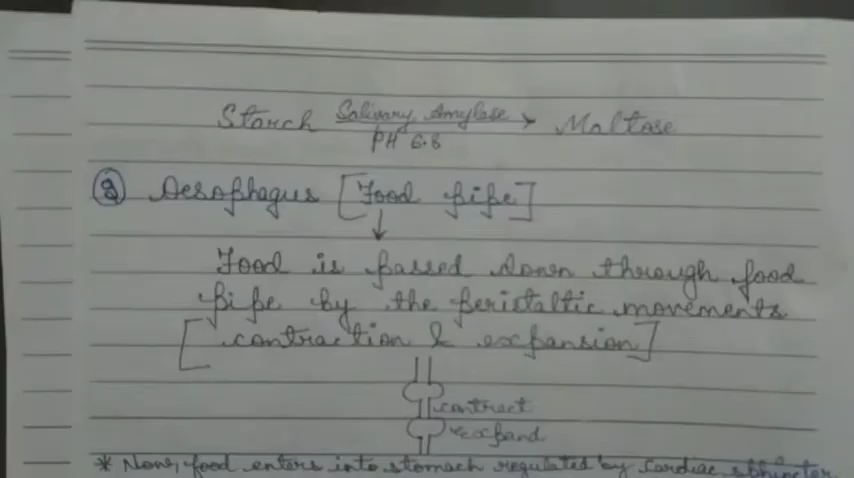 Starch Salivary Amylase → Maltase
PH 6.8
② Oesophagus [Food pipe]
↓
Food is passed down through food
pipe by the peristaltic movements
[contraction & expansion]
contract
expand
* Now, food enters into stomach regulated by cardiac sphincter